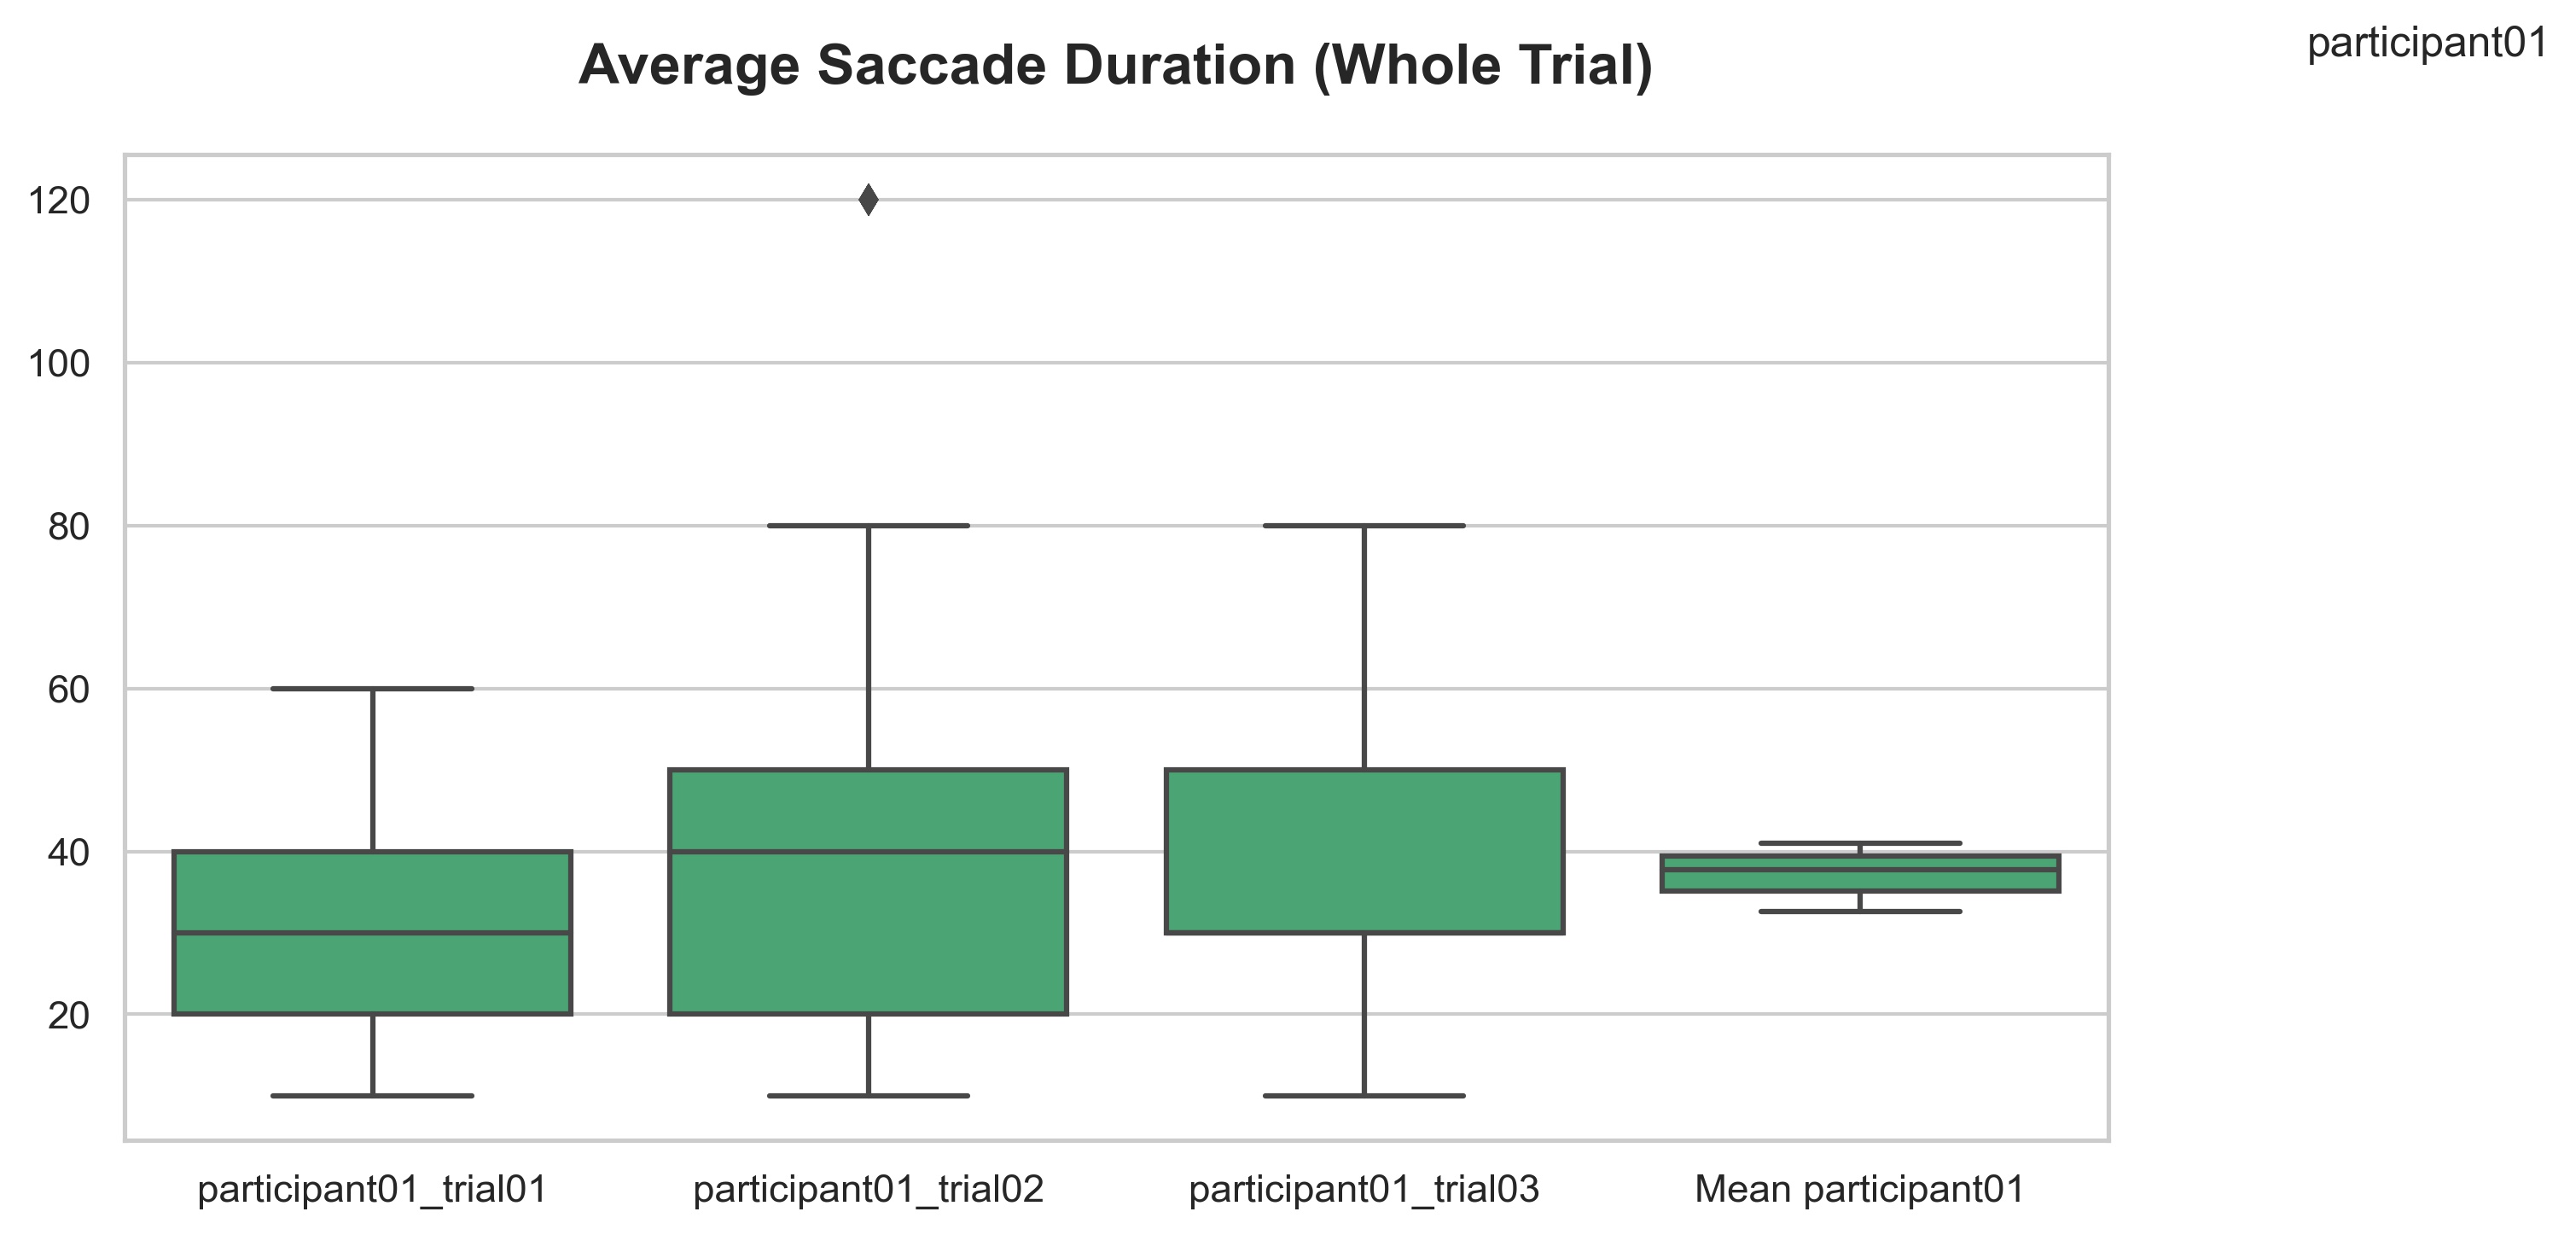 participant01
Average Saccade Duration (Whole Trial)
120
100
80
60
40
20
participant01_trial01
participant01_trial02
participant01_trial03
Mean participant01